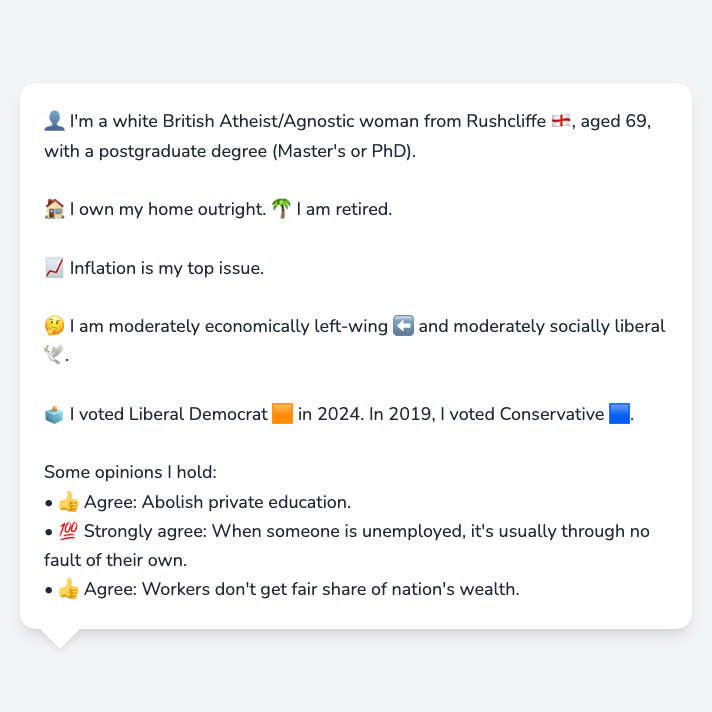 👤 I'm a white British Atheist/Agnostic woman from Rushcliffe 🏴󠁧󠁢󠁥󠁮󠁧󠁿, aged 69,
with a postgraduate degree (Master's or PhD).
🏠 I own my home outright. 🌴 I am retired.
📈 Inflation is my top issue.
🤔 I am moderately economically left-wing ⬅️ and moderately socially liberal
🕊️.
🗳️ I voted Liberal Democrat 🟧 in 2024. In 2019, I voted Conservative 🟦.
Some opinions I hold:
• 👍 Agree: Abolish private education.
• 💯 Strongly agree: When someone is unemployed, it's usually through no
fault of their own.
• 👍 Agree: Workers don't get fair share of nation's wealth.